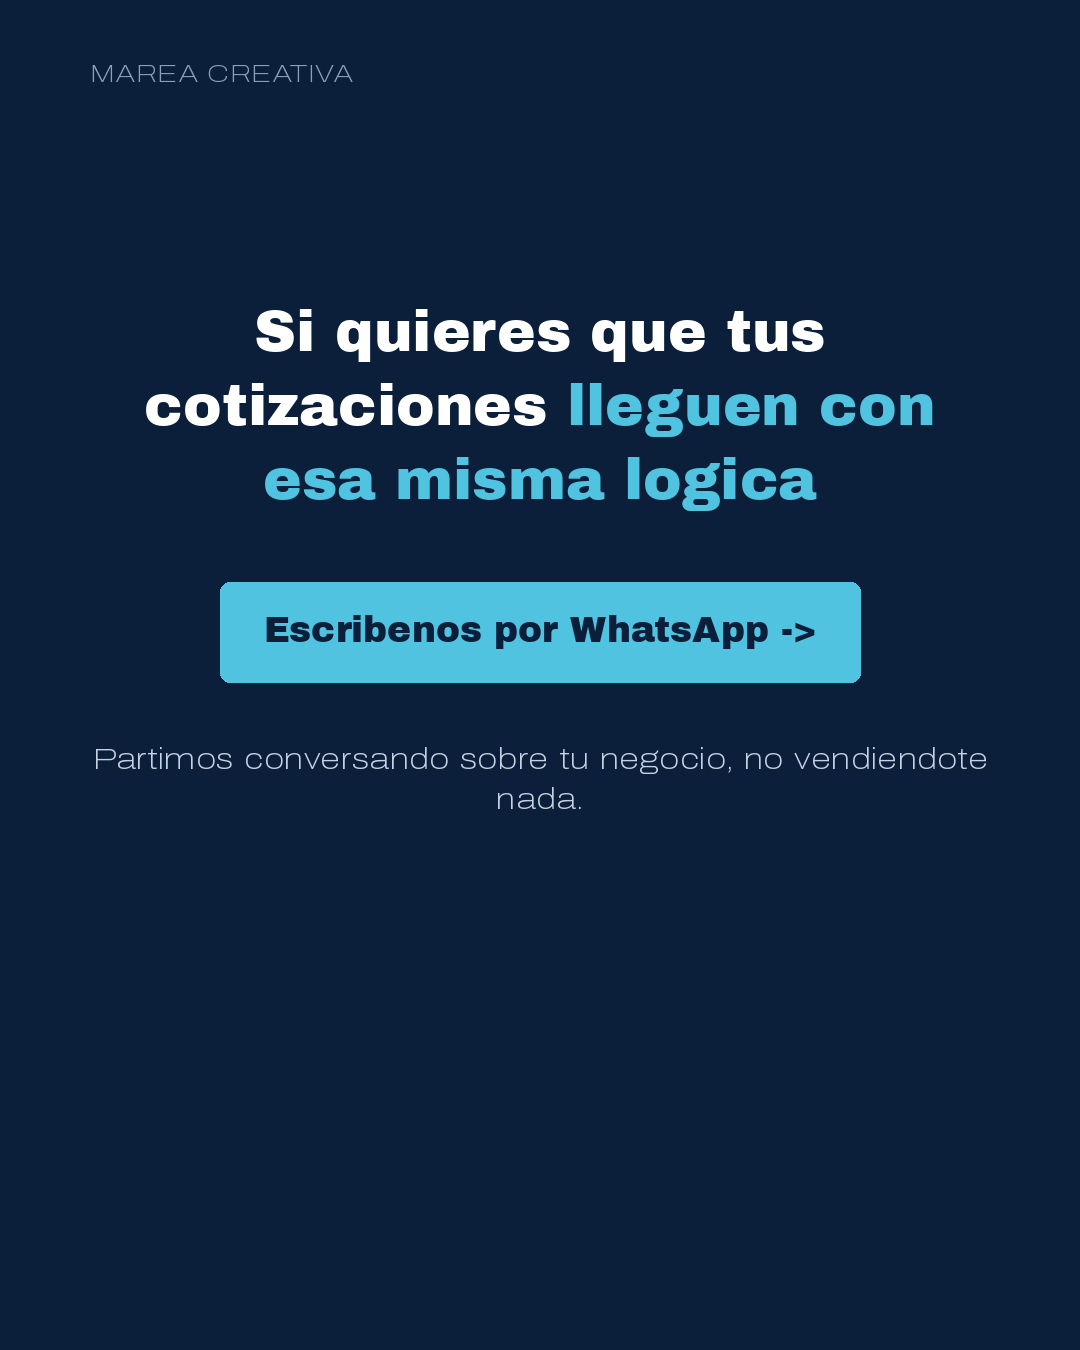 MAREA CREATIVA
Si quieres que tus
cotizaciones lleguen con
esa misma logica
Escribenos por WhatsApp ->
Partimos conversando sobre tu negocio, no vendiendote
nada.